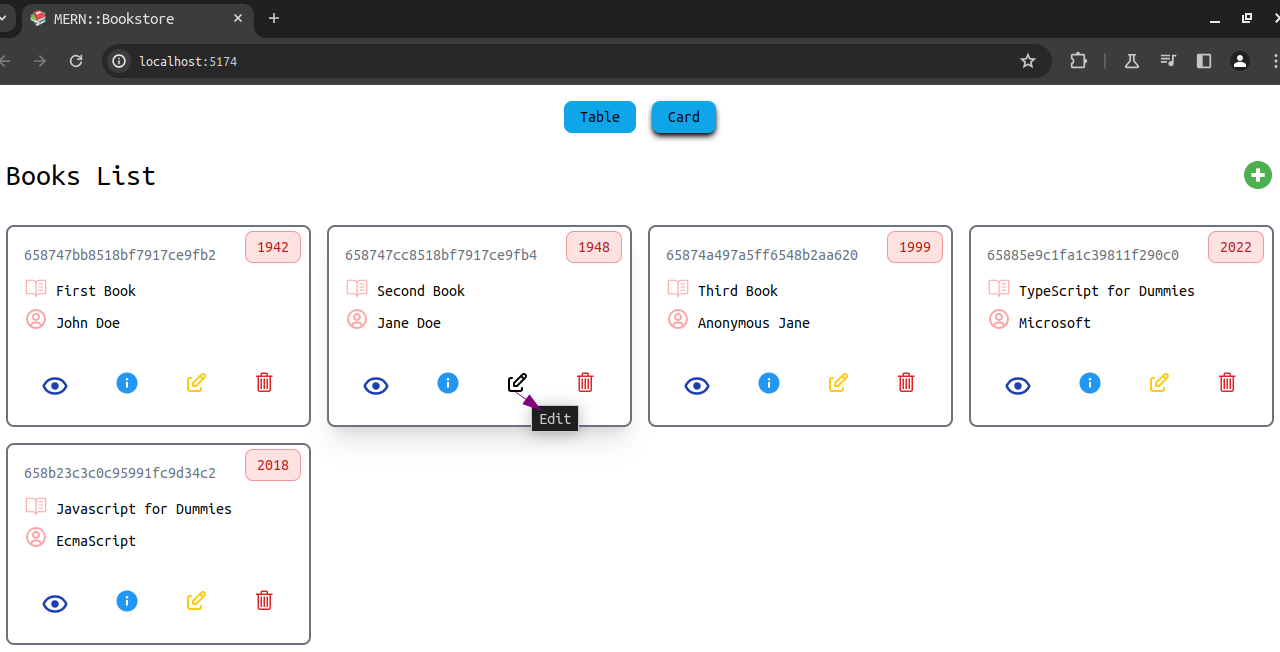 MERN::Bookstore
localhost:5174
Table
Card
Books List
658747bb8518bf7917ce9fb2
1942
First Book
John Doe
658747cc8518bf7917ce9fb4
1948
Second Book
Jane Doe
Edit
65874a497a5ff6548b2aa620
1999
Third Book
Anonymous Jane
65885e9c1fa1c39811f290c0
2022
TypeScript for Dummies
Microsoft
658b23c3c0c95991fc9d34c2
2018
Javascript for Dummies
EcmaScript